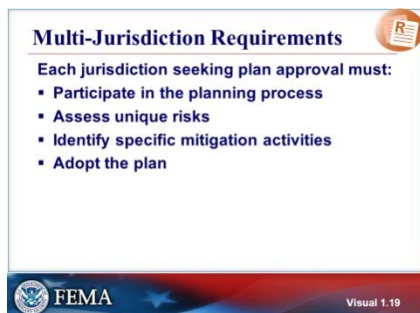 Multi-Jurisdiction Requirements
R
Each jurisdiction seeking plan approval must:
▪ Participate in the planning process
▪ Assess unique risks
▪ Identify specific mitigation activities
▪ Adopt the plan
FEMA
Visual 1.19